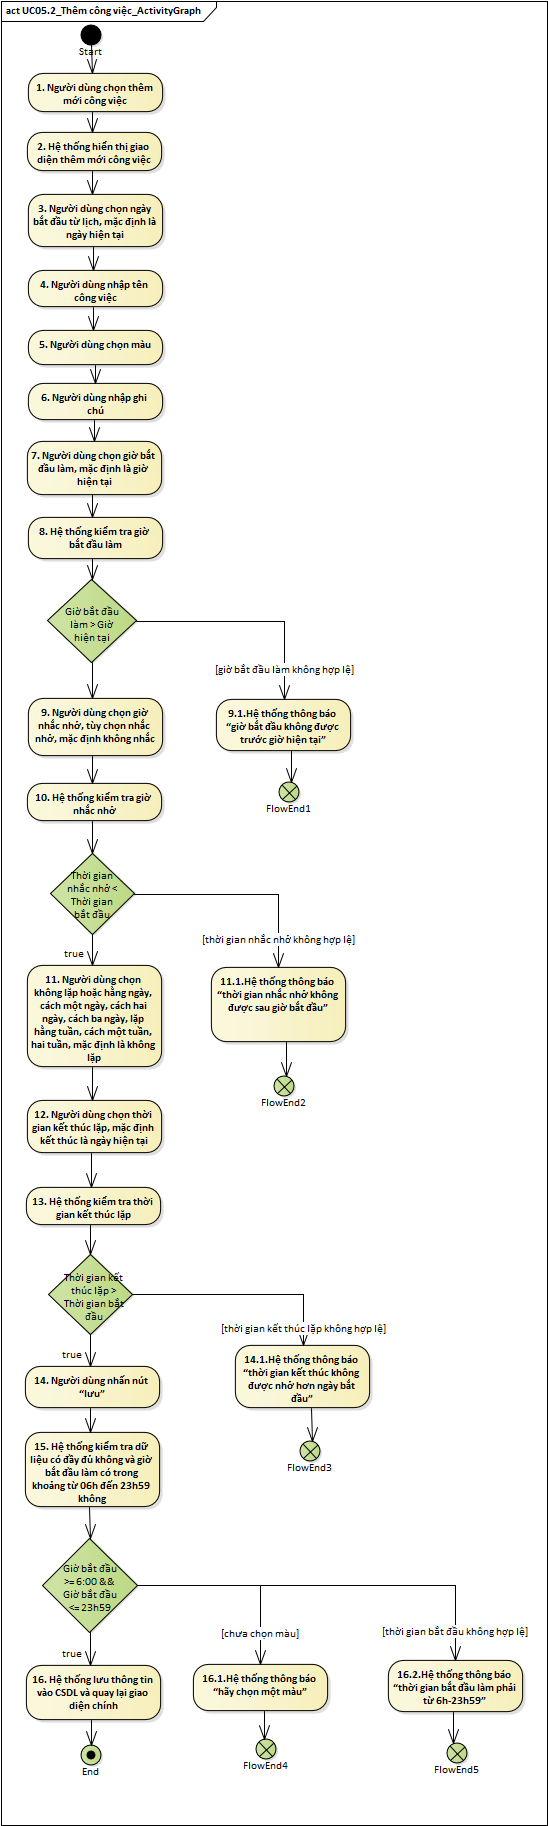 act UC05.2_Thêm công việc_ActivityGraph
Start
1. Người dùng chọn thêm
mới công việc
2. Hệ thống hiển thị giao
diện thêm mới công việc
3. Người dùng chọn ngày
bắt đầu từ lịch, mặc định là
ngày hiện tại
4. Người dùng nhập tên
công việc
5. Người dùng chọn màu
6. Người dùng nhập ghi
chú
7. Người dùng chọn giờ bắt
đầu làm, mặc định là giờ
hiện tại
8. Hệ thống kiểm tra giờ
bắt đầu làm
Giờ bắt đầu
làm > Giờ
hiện tại
[giờ bắt đầu làm không hợp lệ]
9. Người dùng chọn giờ
nhắc nhở, tùy chọn nhắc
nhở, mặc định không nhắc
9.1.Hệ thống thông báo
“giờ bắt đầu không được
trước giờ hiện tại”
FlowEnd1
10. Hệ thống kiểm tra giờ
nhắc nhở
Thời gian
nhắc nhở <
Thời gian
bắt đầu
true
[thời gian nhắc nhở không hợp lệ]
11. Người dùng chọn
không lặp hoặc hằng ngày,
cách một ngày, cách hai
ngày, cách ba ngày, lặp
hằng tuần, cách một tuần,
hai tuần, mặc định là không
lặp
11.1.Hệ thống thông báo
“thời gian nhắc nhở không
được sau giờ bắt đầu”
FlowEnd2
12. Người dùng chọn thời
gian kết thúc lặp, mặc định
kết thúc là ngày hiện tại
13. Hệ thống kiểm tra thời
gian kết thúc lặp
Thời gian kết
thúc lặp >
Thời gian bắt
đầu
true
[thời gian kết thúc lặp không hợp lệ]
14. Người dùng nhấn nút
“lưu”
14.1.Hệ thống thông báo
“thời gian kết thúc không
được nhớ hơn ngày bắt
đầu”
FlowEnd3
15. Hệ thống kiểm tra dữ
liệu có đầy đủ không và giờ
bắt đầu làm có trong
khoảng từ 06h đến 23h59
không
Giờ bắt đầu
>= 6:00 &&
Giờ bắt đầu
<= 23h59
true
[chưa chọn màu]
[thời gian bắt đầu không hợp lệ]
16. Hệ thống lưu thông tin
vào CSDL và quay lại giao
diện chính
16.1.Hệ thống thông báo
“hãy chọn một màu”
16.2.Hệ thống thông báo
“thời gian bắt đầu làm phải
từ 6h-23h59”
End
FlowEnd4
FlowEnd5